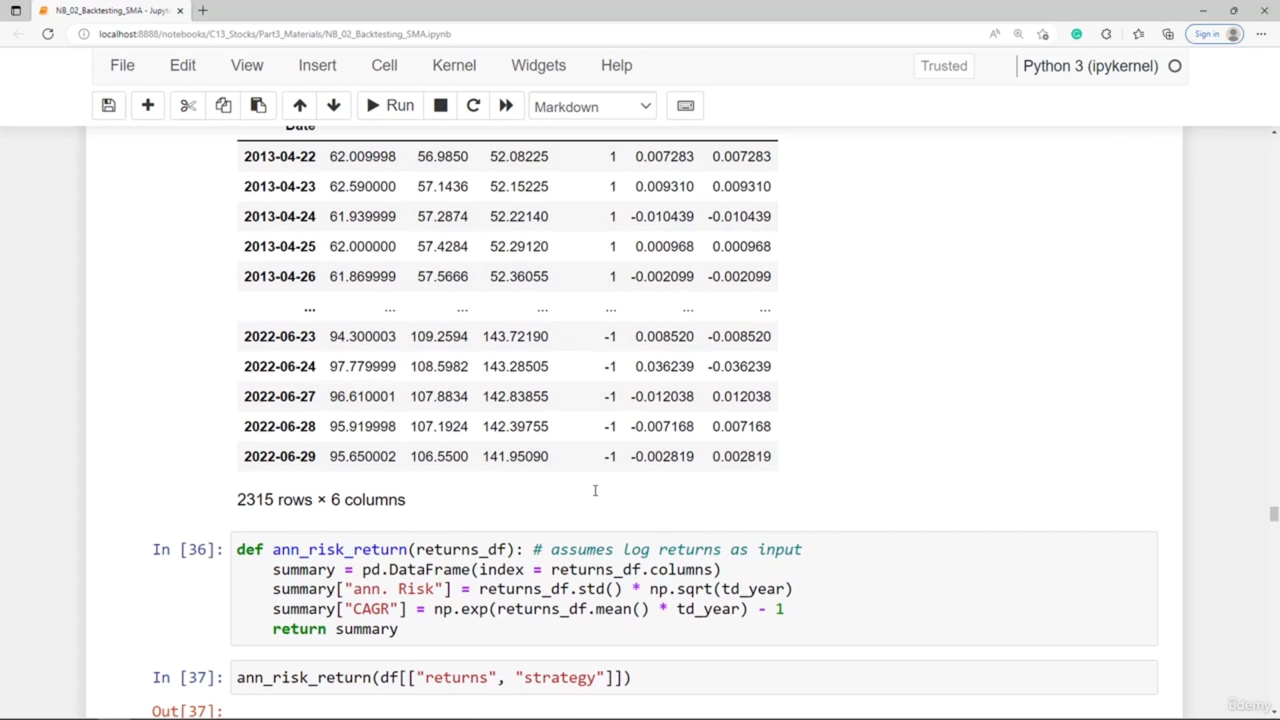 NB_02_Backtesting_SMA - Jupyte
localhost:8888/notebooks/C13_Stocks/Part3_Materials/NB_02_Backtesting_SMA.ipynb
Sign in
File Edit View Insert Cell Kernel Widgets Help Trusted Python 3 (ipykernel)
Run Markdown
Date
2013-04-22 62.009998 56.9850 52.08225 1 0.007283 0.007283
2013-04-23 62.590000 57.1436 52.15225 1 0.009310 0.009310
2013-04-24 61.939999 57.2874 52.22140 1 -0.010439 -0.010439
2013-04-25 62.000000 57.4284 52.29120 1 0.000968 0.000968
2013-04-26 61.869999 57.5666 52.36055 1 -0.002099 -0.002099
... ... ... ... ... ... ...
2022-06-23 94.300003 109.2594 143.72190 -1 0.008520 -0.008520
2022-06-24 97.779999 108.5982 143.28505 -1 0.036239 -0.036239
2022-06-27 96.610001 107.8834 142.83855 -1 -0.012038 0.012038
2022-06-28 95.919998 107.1924 142.39755 -1 -0.007168 0.007168
2022-06-29 95.650002 106.5500 141.95090 -1 -0.002819 0.002819
2315 rows × 6 columns
In [36]: def ann_risk_return(returns_df): # assumes log returns as input
summary = pd.DataFrame(index = returns_df.columns)
summary["ann. Risk"] = returns_df.std() * np.sqrt(td_year)
summary["CAGR"] = np.exp(returns_df.mean() * td_year) - 1
return summary
In [37]: ann_risk_return(df[["returns", "strategy"]])
Out[37]:
ûdemy